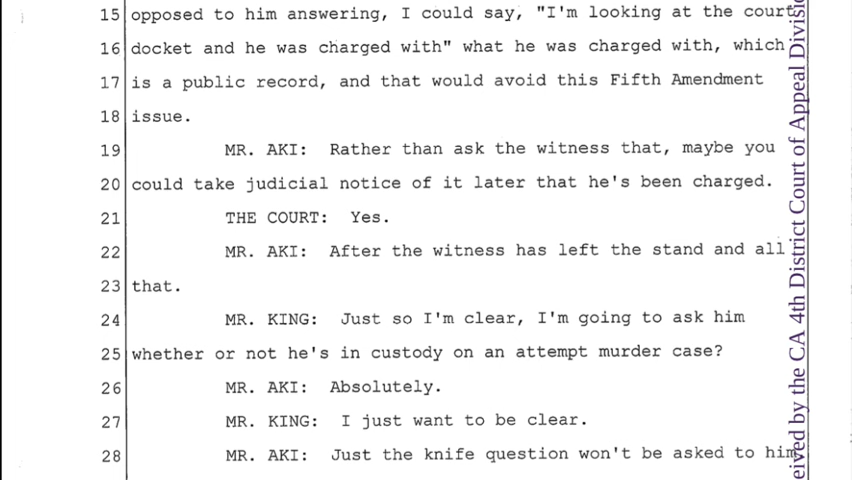 15 opposed to him answering, I could say, "I'm looking at the court
16 docket and he was charged with" what he was charged with, which
17 is a public record, and that would avoid this Fifth Amendment
18 issue.
19 MR. AKI: Rather than ask the witness that, maybe you
20 could take judicial notice of it later that he's been charged.
21 THE COURT: Yes.
22 MR. AKI: After the witness has left the stand and all
23 that.
24 MR. KING: Just so I'm clear, I'm going to ask him
25 whether or not he's in custody on an attempt murder case?
26 MR. AKI: Absolutely.
27 MR. KING: I just want to be clear.
28 MR. AKI: Just the knife question won't be asked to him
eived by the CA 4th District Court of Appeal Divisio